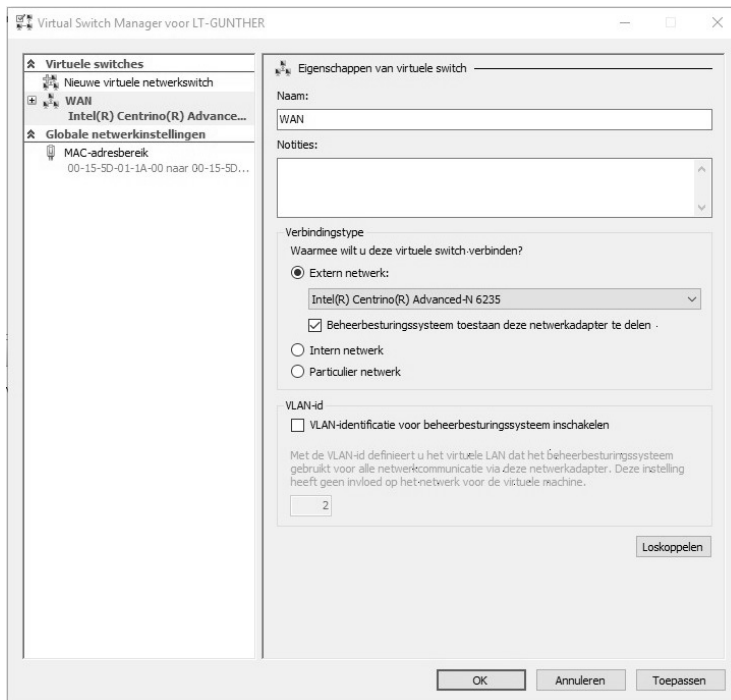 Virtual Switch Manager voor LT-GUNTHER
Virtuele switches
Nieuwe virtuele netwerkswitch
WAN
Intel(R) Centrino(R) Advance...
Globale netwerkinstellingen
MAC-adresbereik
00-15-5D-01-1A-00 naar 00-15-5D...
Eigenschappen van virtuele switch
Naam:
WAN
Notities:
Verbindingstype
Waarmee wilt u deze virtuele switch verbinden?
Extern netwerk:
Intel(R) Centrino(R) Advanced-N 6235
Beheerbesturingssysteem toestaan deze netwerkadapter te delen
Intern netwerk
Particulier netwerk
VLAN-id
VLAN-identificatie voor beheerbesturingssysteem inschakelen
Met de VLAN-id definieert u het virtuele LAN dat het beheerbesturingssysteem
gebruikt voor alle netwerkcommunicatie via deze netwerkadapter. Deze instelling
heeft geen invloed op het netwerk voor de virtuele machine.
2
Loskoppelen
OK
Annuleren
Toepassen